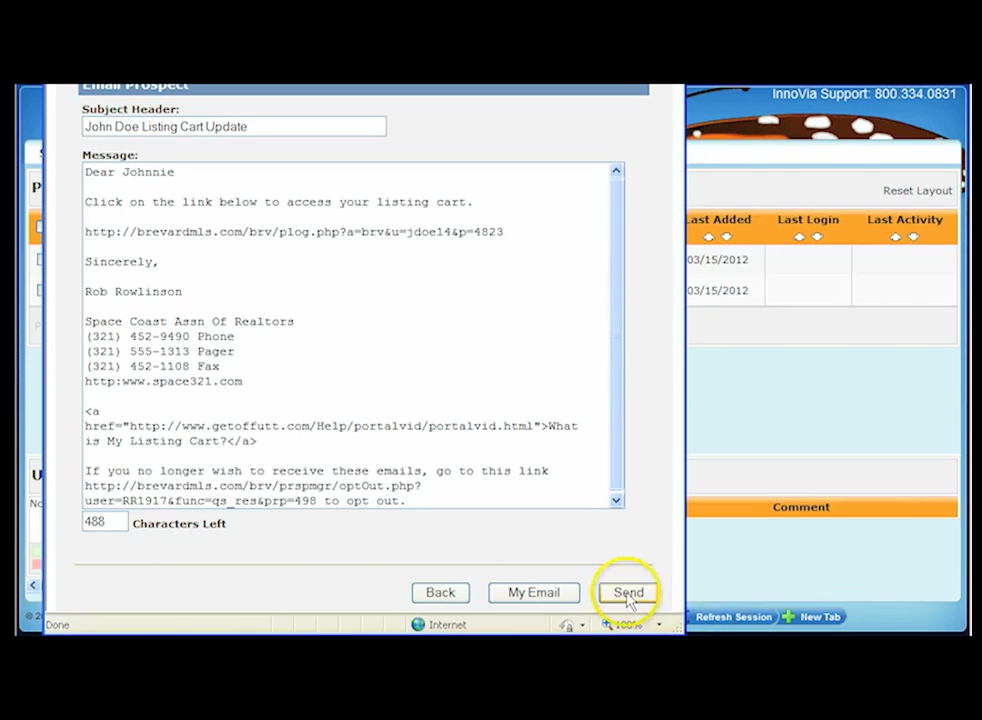 Email Prospect
InnoVia Support: 800.334.0831
Subject Header:
John Doe Listing Cart Update
Message:
Dear Johnnie
Click on the link below to access your listing cart.
http://brevardmls.com/brv/plog.php?a=brv&u=jdoe14&p=4823
Sincerely,
Rob Rowlinson
Space Coast Assn Of Realtors
(321) 452-9490 Phone
(321) 555-1313 Pager
(321) 452-1108 Fax
http:www.space321.com
<a
href="http://www.getoffutt.com/Help/portalvid/portalvid.html">What
is My Listing Cart?</a>
If you no longer wish to receive these emails, go to this link
http://brevardmls.com/brv/prspmgr/optOut.php?
user=RR1917&func=qs_res&prp=498 to opt out.
488 Characters Left
Back My Email Send
Done Internet 100%
Reset Layout
Last Added Last Login Last Activity
03/15/2012
03/15/2012
Comment
Refresh Session New Tab